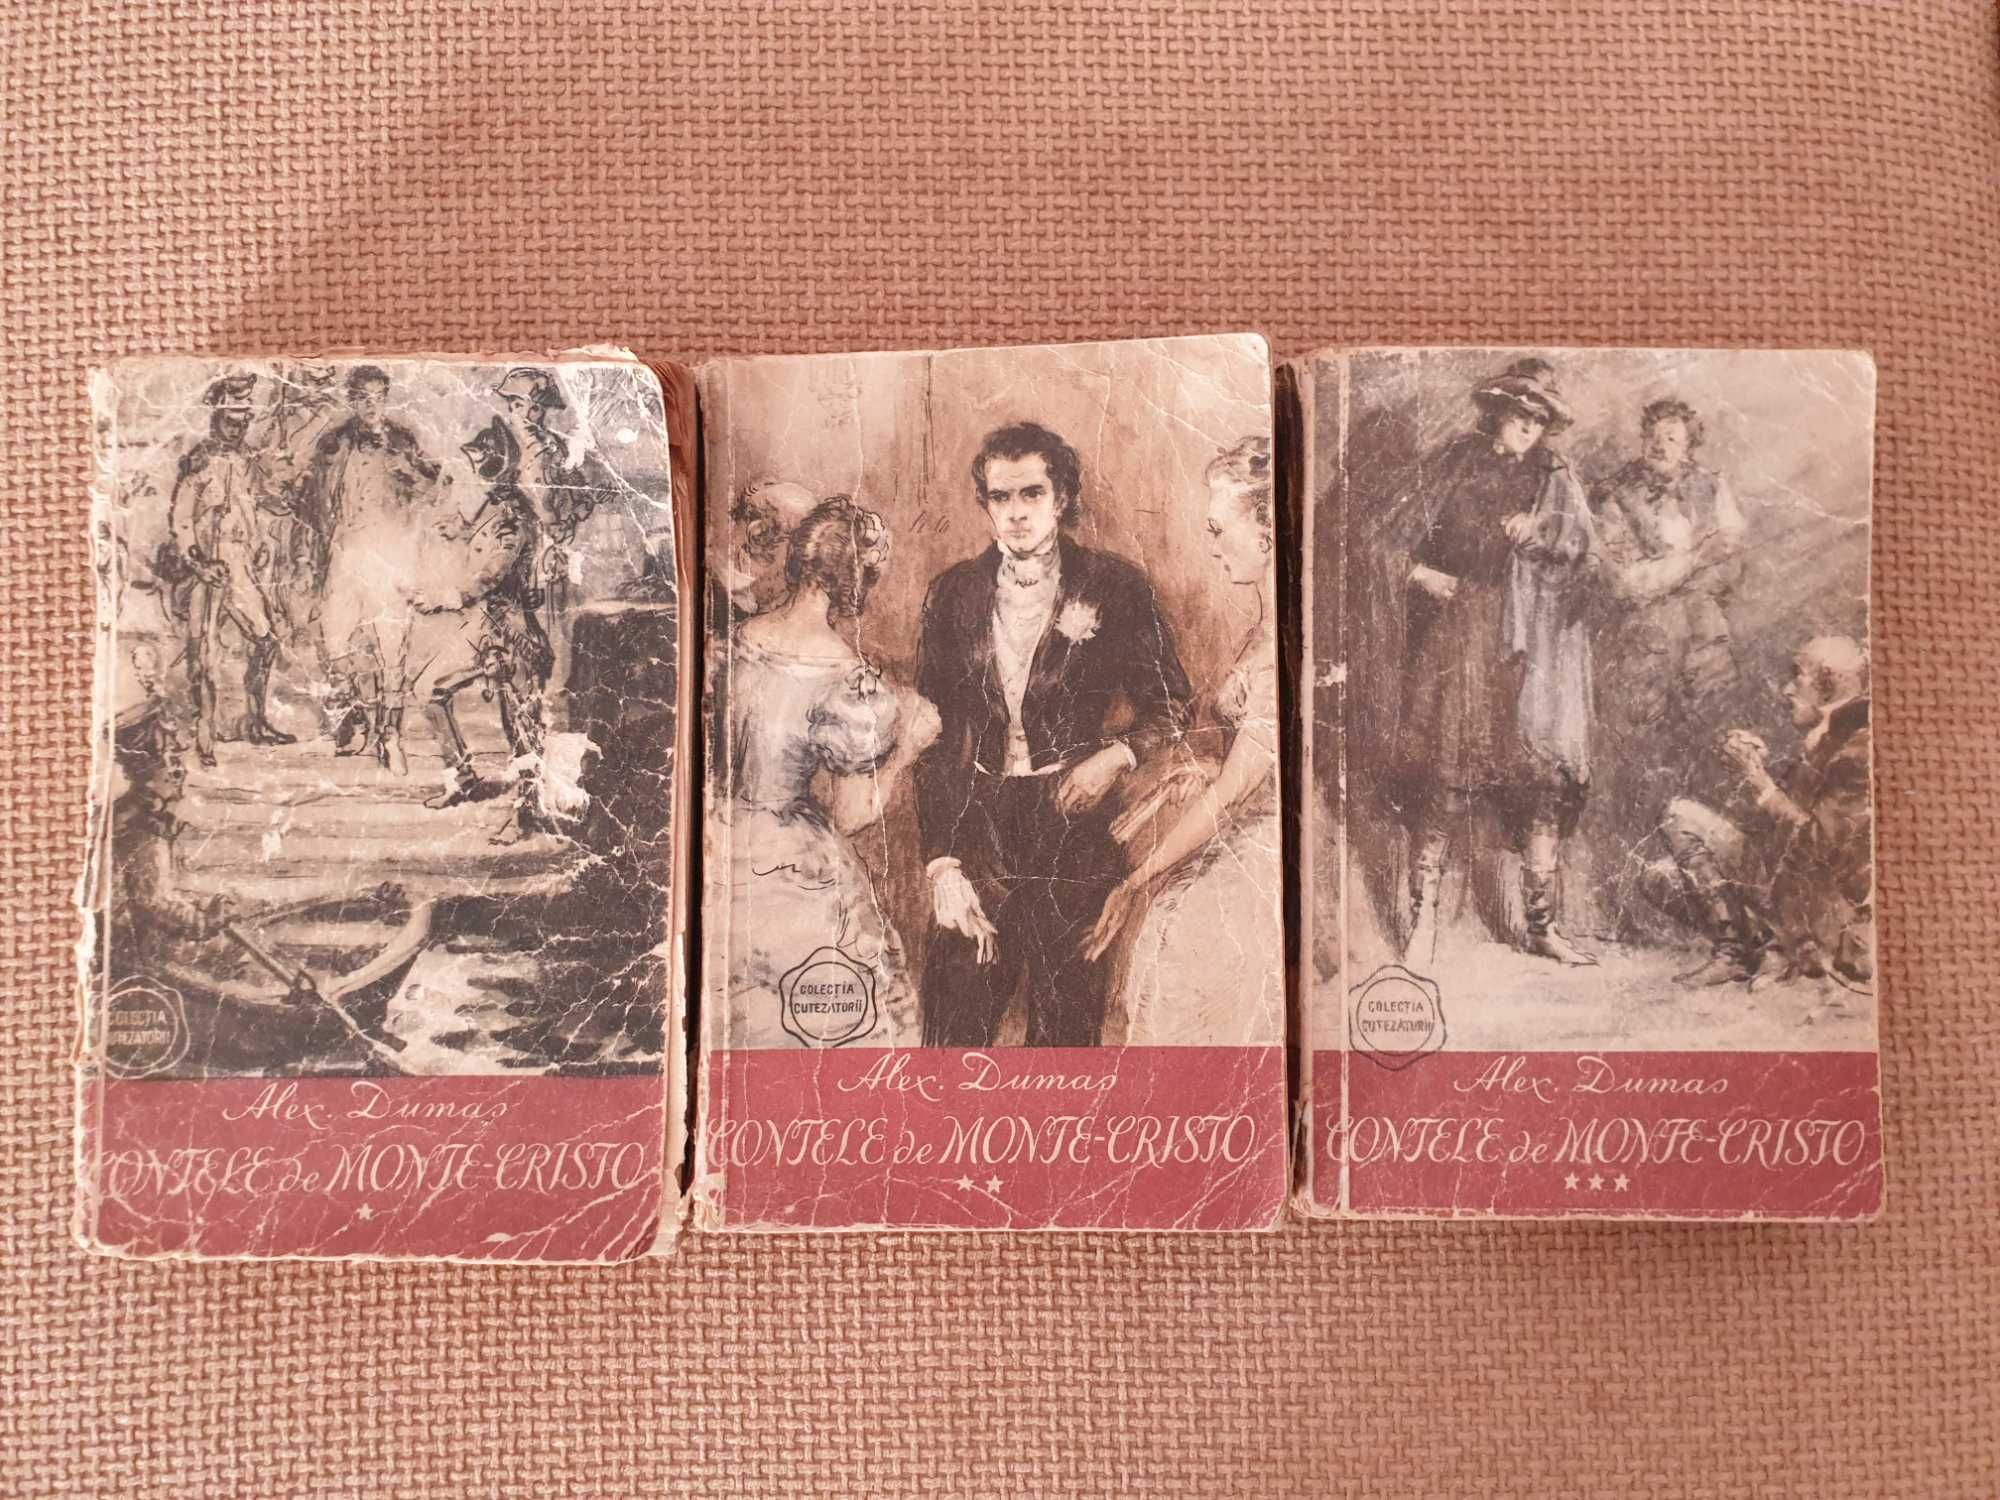 COLECȚIA
CUTEZĂTORII
Alex. Dumas
CONTELE de MONTE-CRISTO
★
COLECȚIA
CUTEZĂTORII
Alex. Dumas
CONTELE de MONTE-CRISTO
★★
COLECȚIA
CUTEZĂTORII
Alex. Dumas
CONTELE de MONTE-CRISTO
★★★